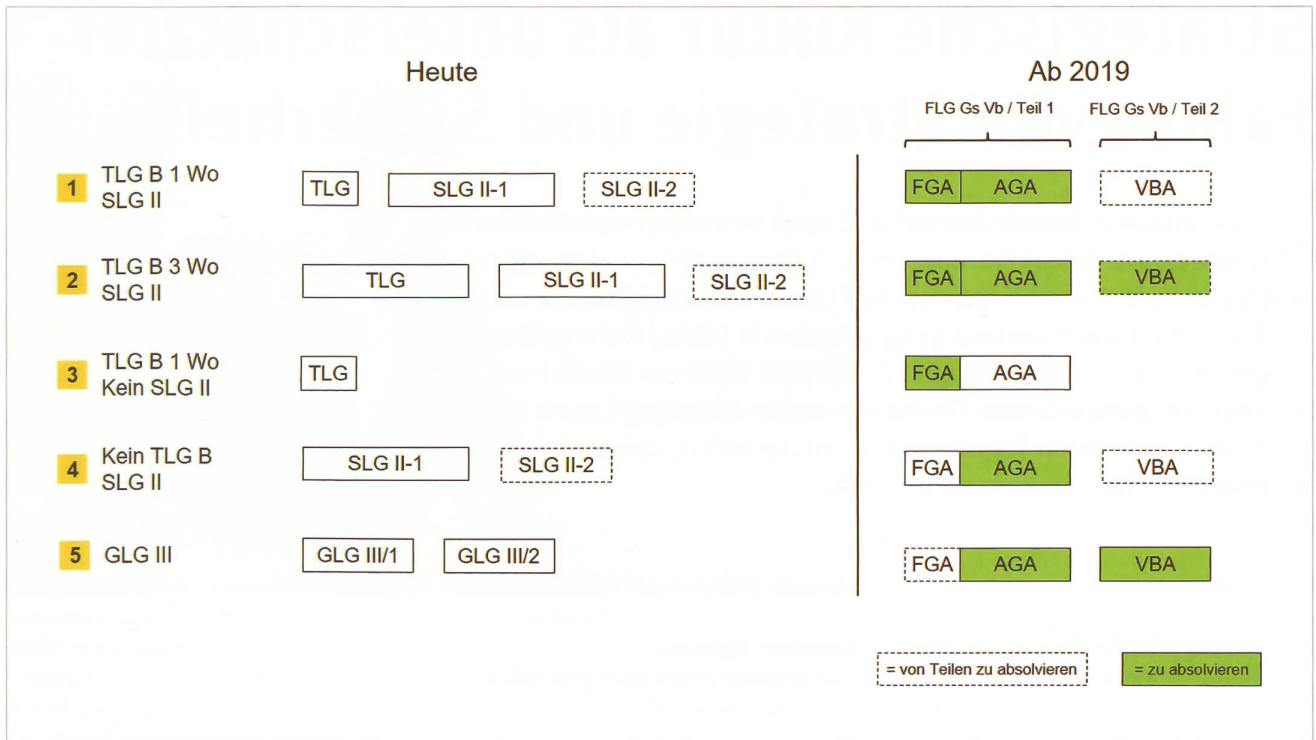 Heute
Ab 2019
FLG Gs Vb / Teil 1
FLG Gs Vb / Teil 2
1
TLG B 1 Wo
SLG II
TLG
SLG II-1
SLG II-2
FGA
AGA
VBA
2
TLG B 3 Wo
SLG II
TLG
SLG II-1
SLG II-2
FGA
AGA
VBA
3
TLG B 1 Wo
Kein SLG II
TLG
FGA
AGA
4
Kein TLG B
SLG II
SLG II-1
SLG II-2
FGA
AGA
VBA
5
GLG III
GLG III/1
GLG III/2
FGA
AGA
VBA
= von Teilen zu absolvieren
= zu absolvieren